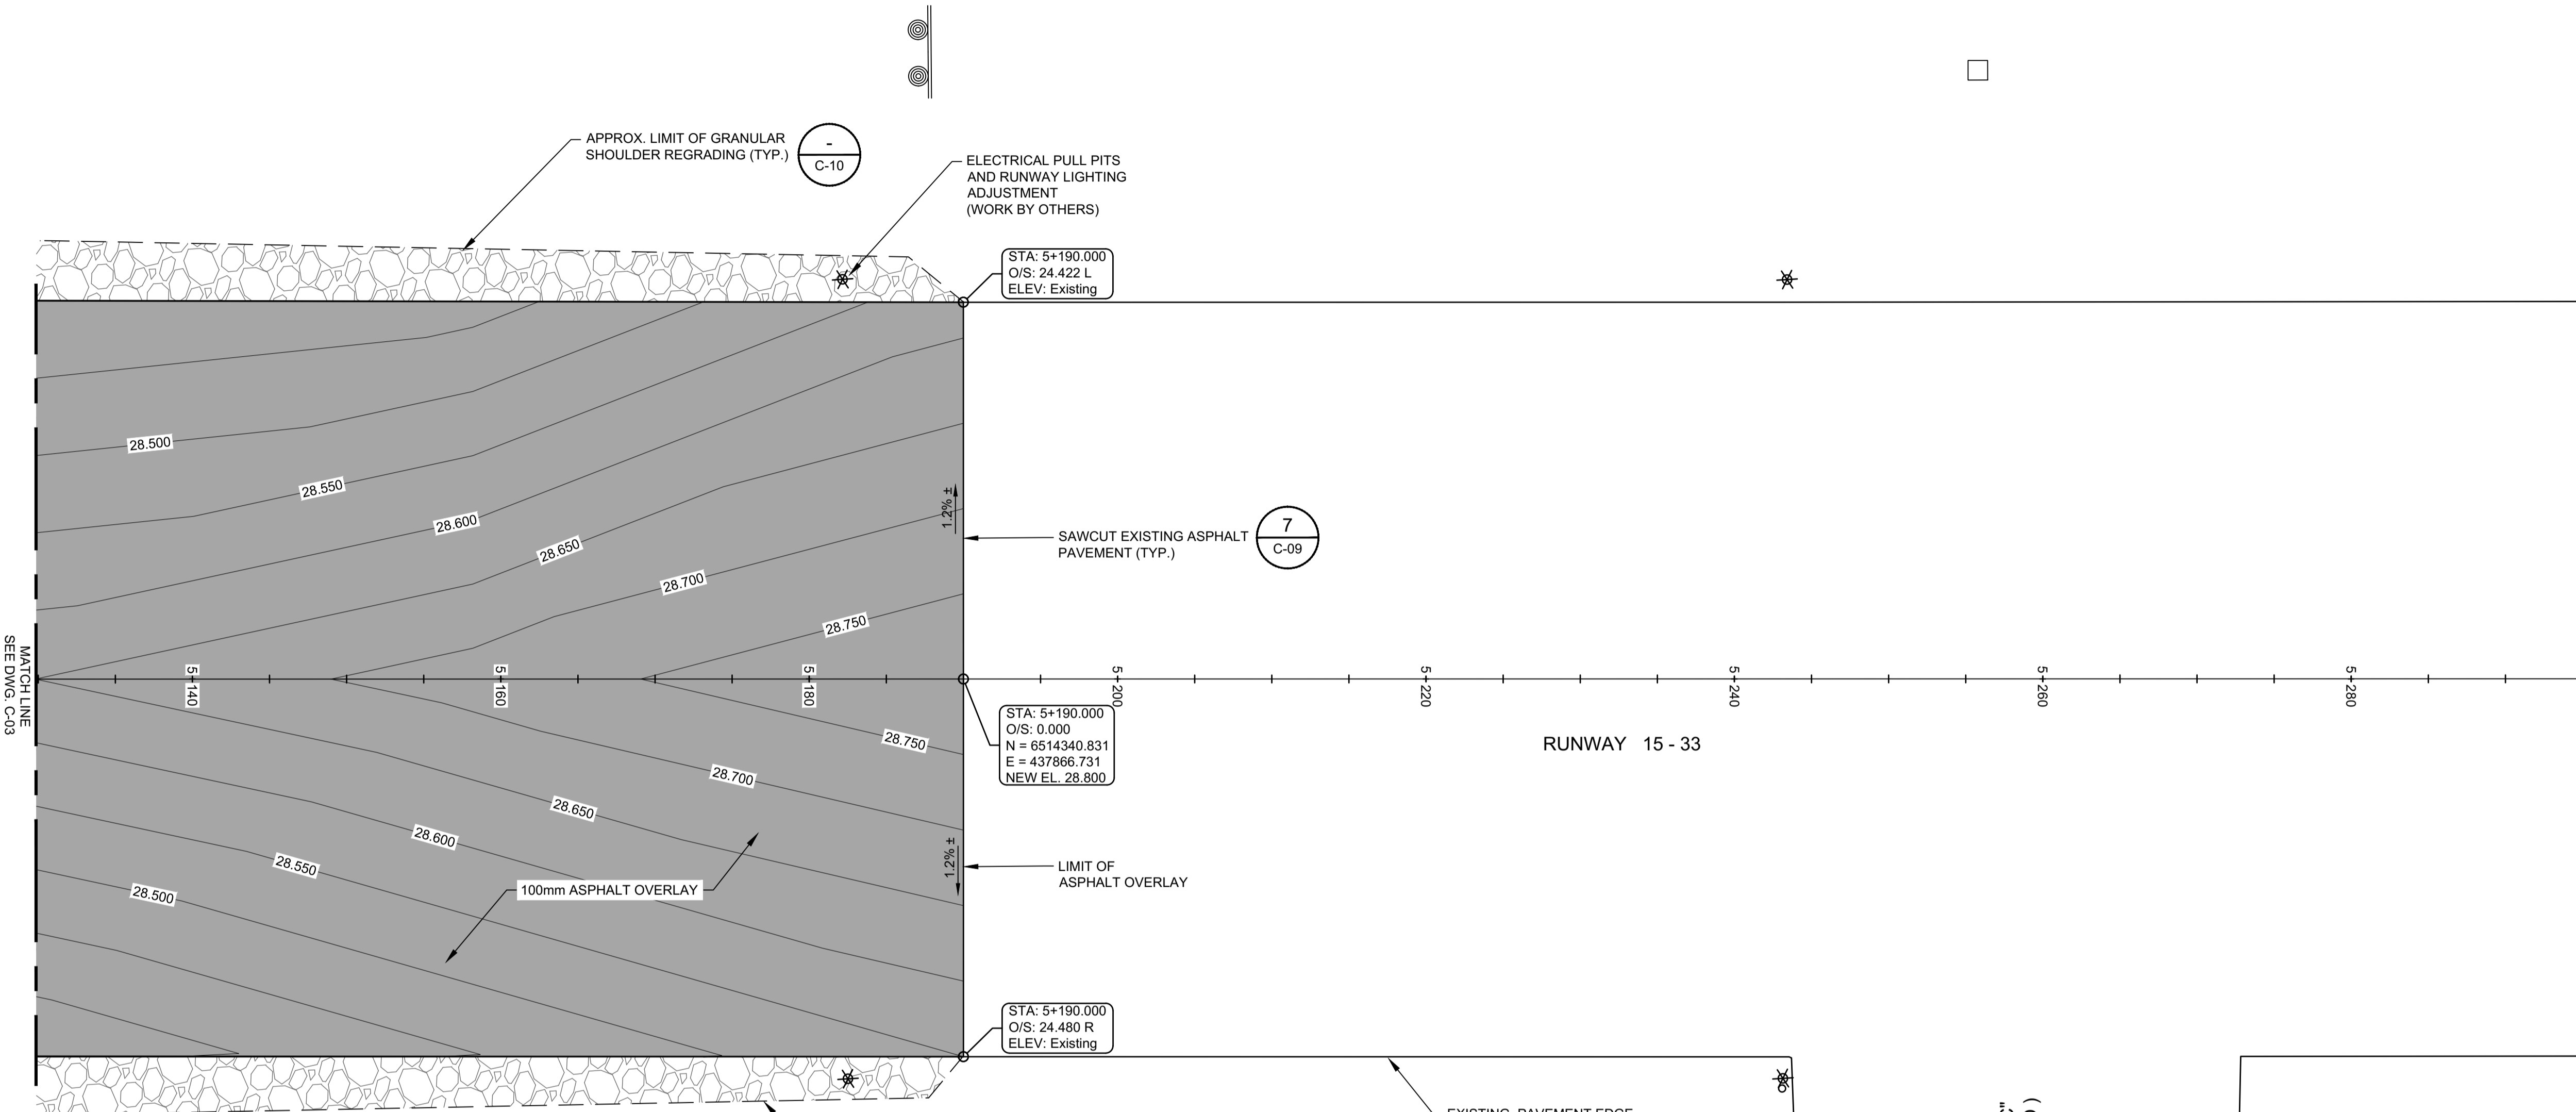 APPROX. LIMIT OF GRANULAR
SHOULDER REGRADING (TYP.)
-
C-10
ELECTRICAL PULL PITS
AND RUNWAY LIGHTING
ADJUSTMENT
(WORK BY OTHERS)
STA: 5+190.000
O/S: 24.422 L
ELEV: Existing
28.500
28.550
28.600
28.650
28.700
28.750
1.2% ±
SAWCUT EXISTING ASPHALT
PAVEMENT (TYP.)
7
C-09
MATCH LINE
SEE DWG. C-03
5+140
5+160
5+180
5+200
5+220
5+240
5+260
5+280
STA: 5+190.000
O/S: 0.000
N = 6514340.831
E = 437866.731
NEW EL. 28.800
RUNWAY 15 - 33
28.750
28.700
28.650
28.600
28.550
28.500
1.2% ±
LIMIT OF
ASPHALT OVERLAY
100mm ASPHALT OVERLAY
STA: 5+190.000
O/S: 24.480 R
ELEV: Existing
EXISTING PAVEMENT EDGE